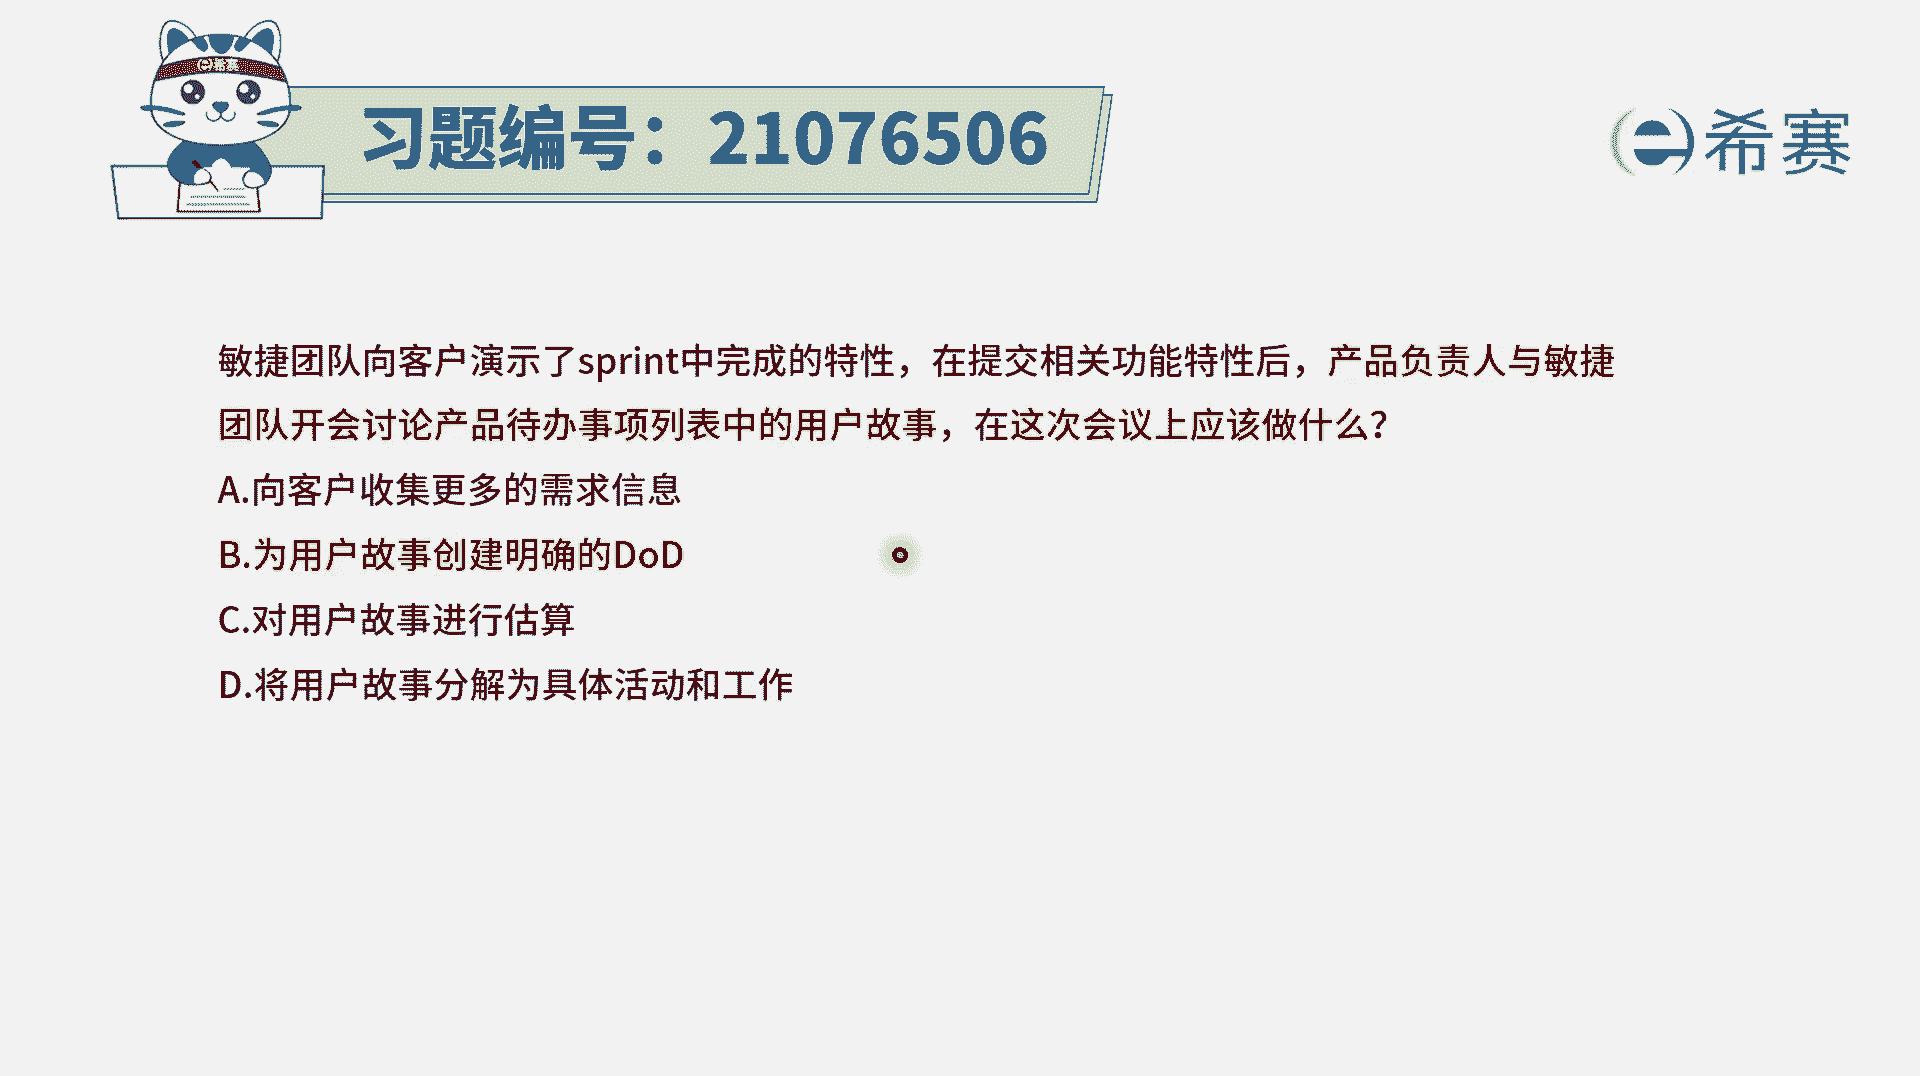 希赛
习题编号：21076506
希赛
敏捷团队向客户演示了sprint中完成的特性，在提交相关功能特性后，产品负责人与敏捷
团队开会讨论产品待办事项列表中的用户故事，在这次会议上应该做什么？
A.向客户收集更多的需求信息
B.为用户故事创建明确的DoD
C.对用户故事进行估算
D.将用户故事分解为具体活动和工作